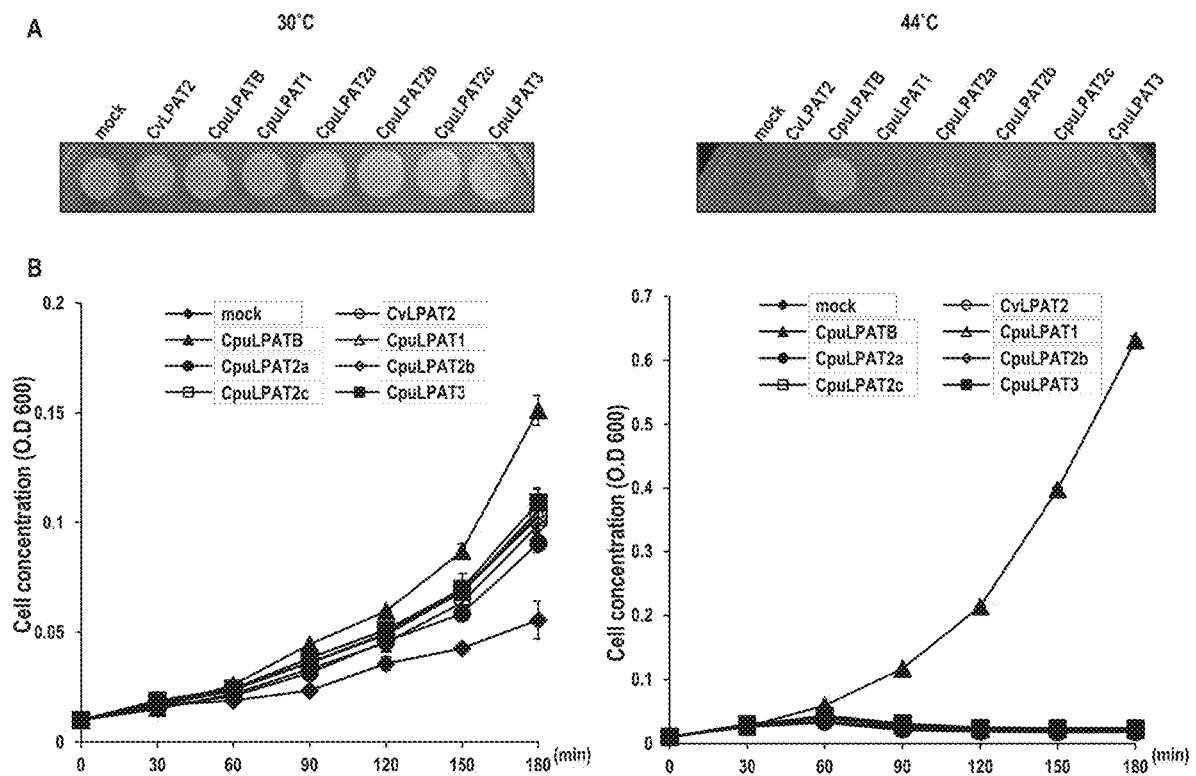 A
30°C
44°C
mock
CvLPAT2
CpuLPATB
CpuLPAT1
CpuLPAT2a
CpuLPAT2b
CpuLPAT2c
CpuLPAT3
mock
CvLPAT2
CpuLPATB
CpuLPAT1
CpuLPAT2a
CpuLPAT2b
CpuLPAT2c
CpuLPAT3
B
Cell concentration (O.D 600)
0.2
0.15
0.1
0.05
0
mock
CvLPAT2
CpuLPATB
CpuLPAT1
CpuLPAT2a
CpuLPAT2b
CpuLPAT2c
CpuLPAT3
0 30 60 90 120 150 180 (min)
Cell concentration (O.D 600)
0.7
0.6
0.5
0.4
0.3
0.2
0.1
0
mock
CvLPAT2
CpuLPATB
CpuLPAT1
CpuLPAT2a
CpuLPAT2b
CpuLPAT2c
CpuLPAT3
0 30 60 90 120 150 180 (min)